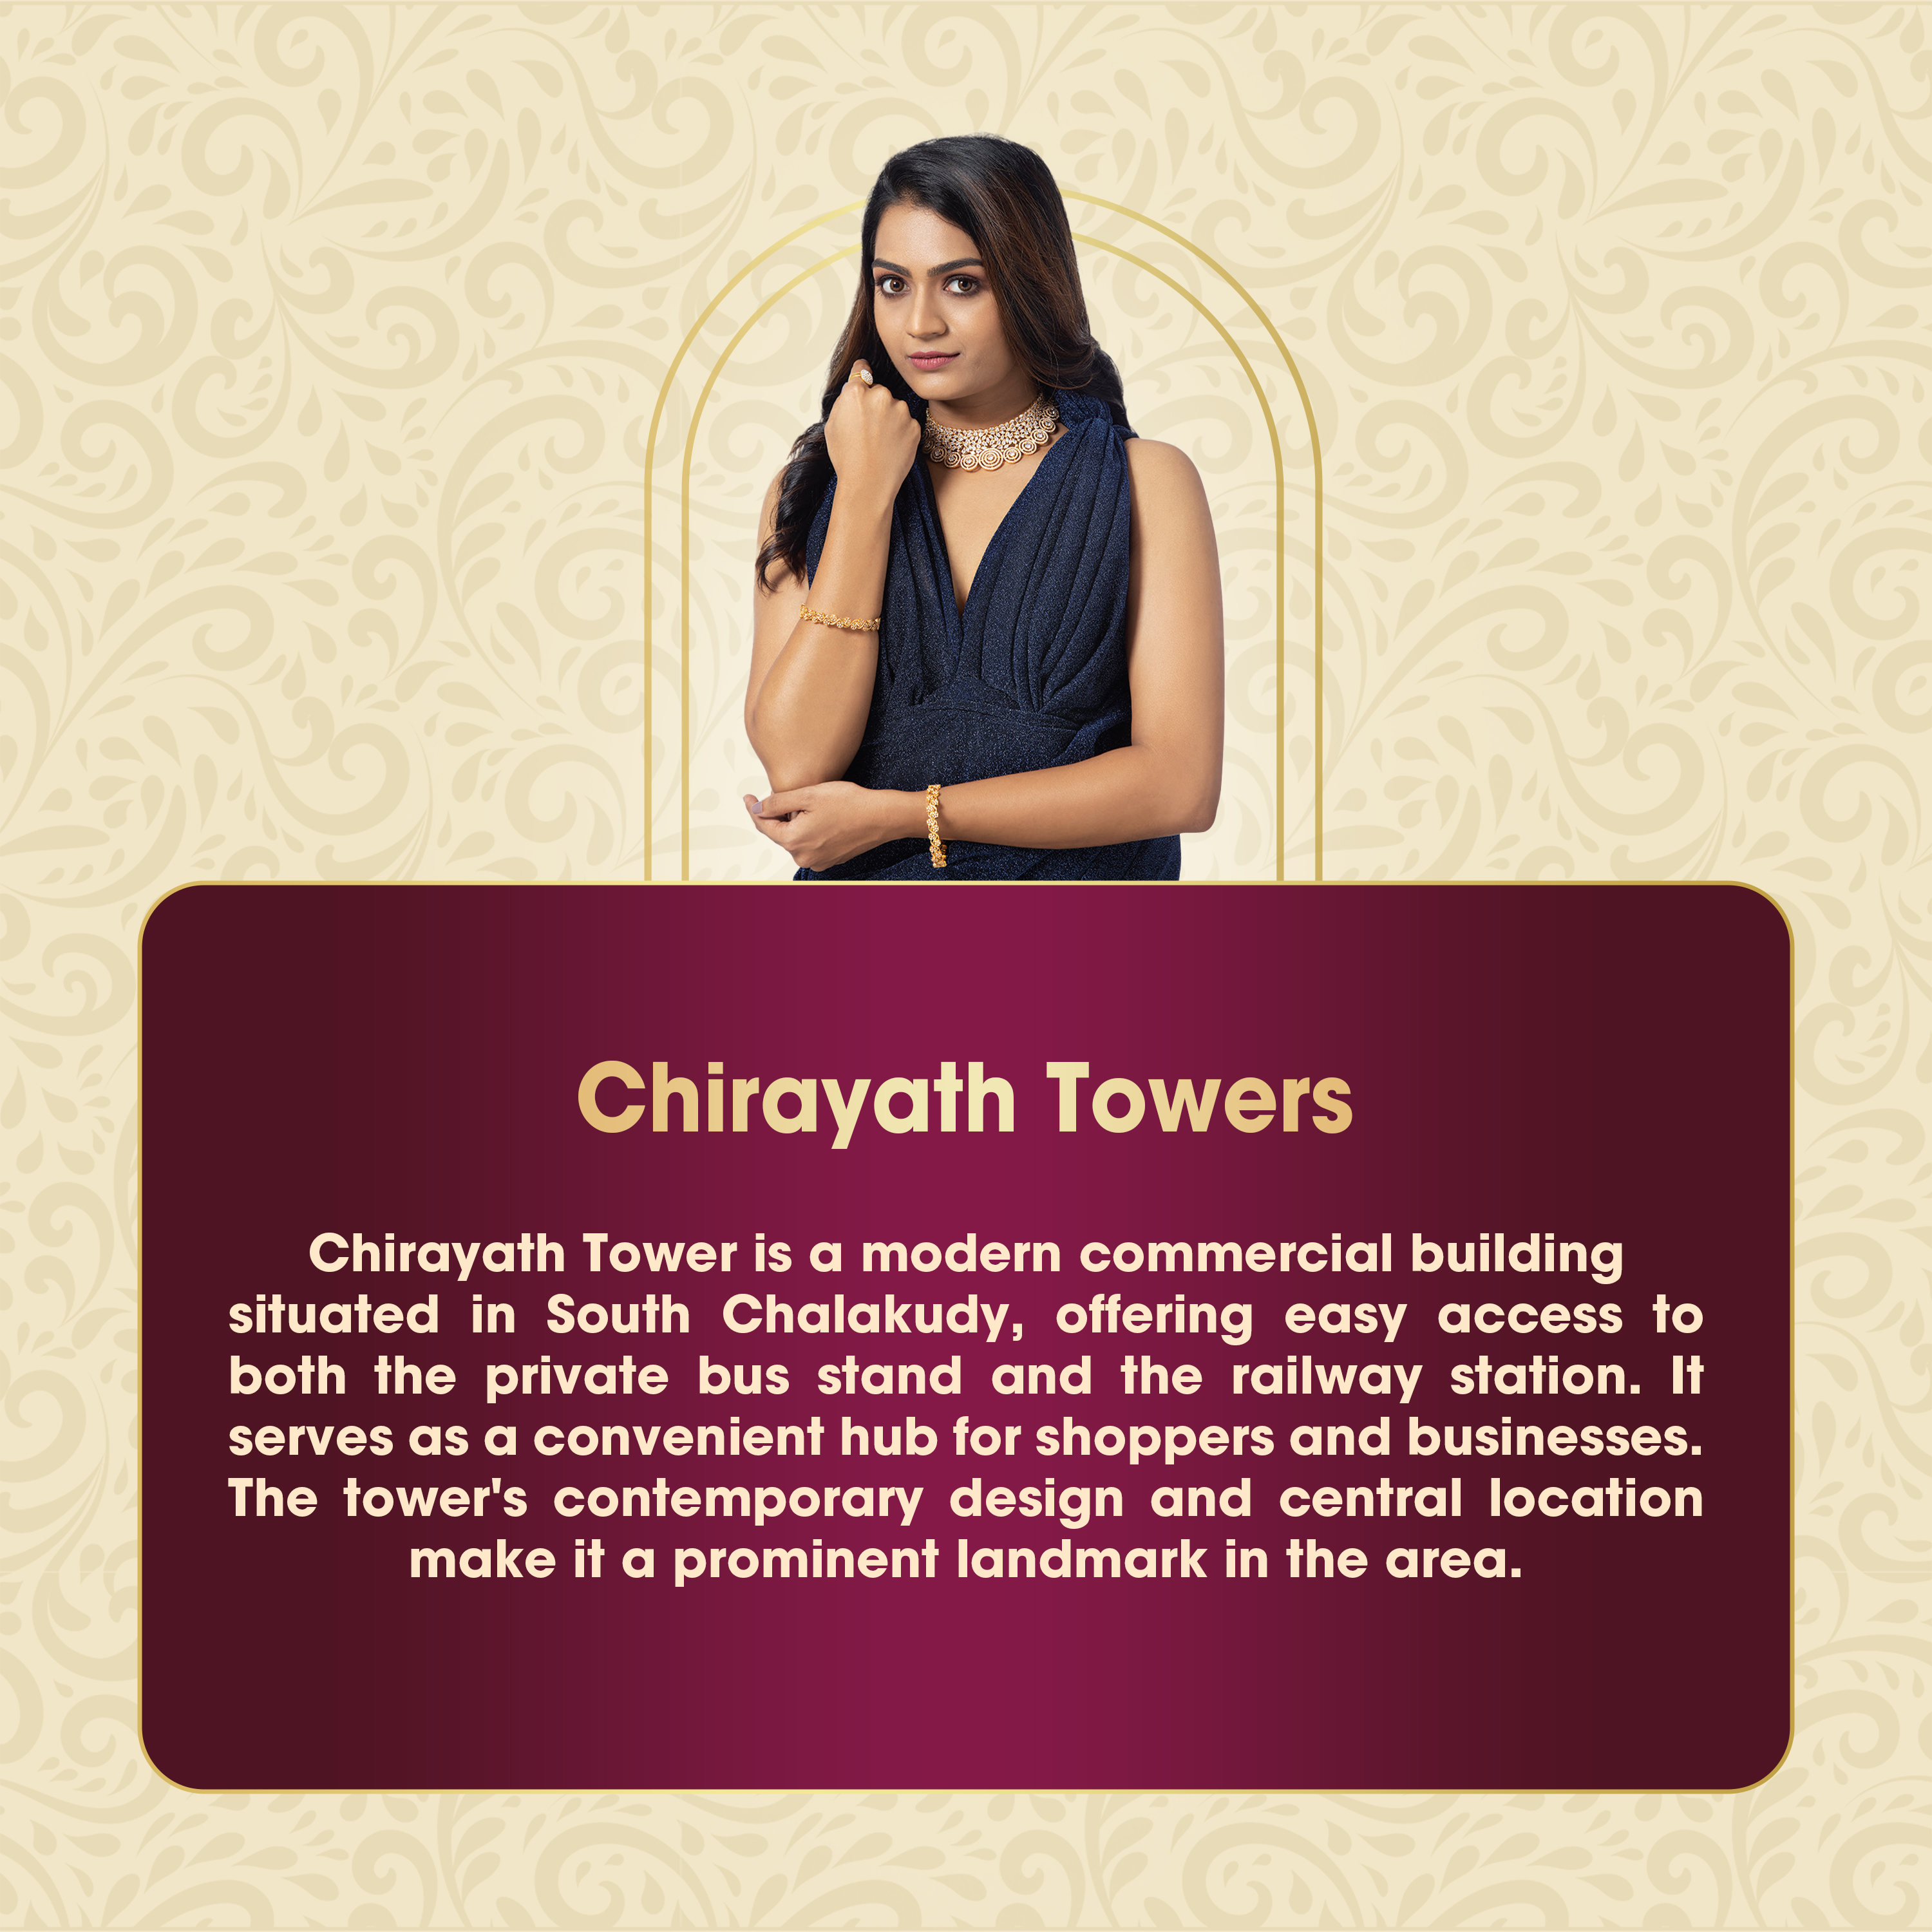 Chirayath Towers
Chirayath Tower is a modern commercial building
situated in South Chalakudy, offering easy access to
both the private bus stand and the railway station. It
serves as a convenient hub for shoppers and businesses.
The tower's contemporary design and central location
make it a prominent landmark in the area.